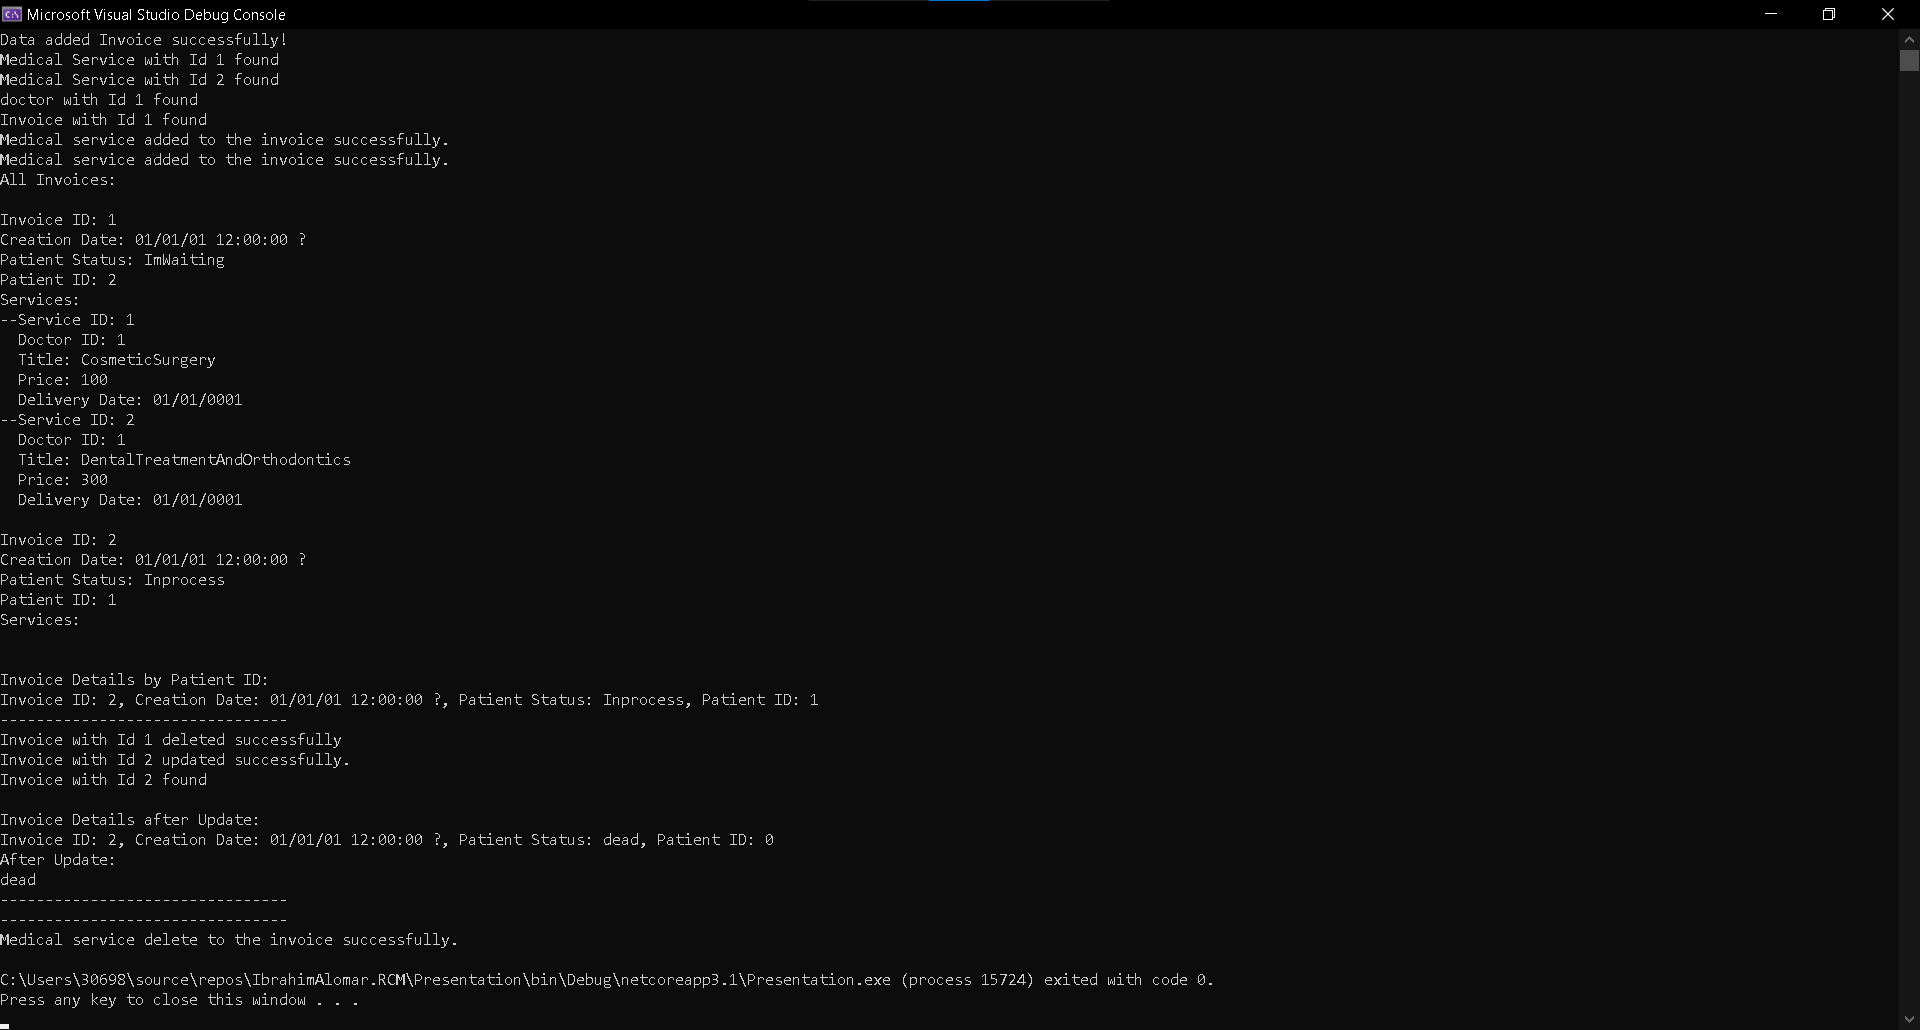 Microsoft Visual Studio Debug Console
Data added Invoice successfully!
Medical Service with Id 1 found
Medical Service with Id 2 found
doctor with Id 1 found
Invoice with Id 1 found
Medical service added to the invoice successfully.
Medical service added to the invoice successfully.
All Invoices:
Invoice ID: 1
Creation Date: 01/01/01 12:00:00 ?
Patient Status: ImWaiting
Patient ID: 2
Services:
--Service ID: 1
Doctor ID: 1
Title: CosmeticSurgery
Price: 100
Delivery Date: 01/01/0001
--Service ID: 2
Doctor ID: 1
Title: DentalTreatmentAndOrthodontics
Price: 300
Delivery Date: 01/01/0001
Invoice ID: 2
Creation Date: 01/01/01 12:00:00 ?
Patient Status: Inprocess
Patient ID: 1
Services:
Invoice Details by Patient ID:
Invoice ID: 2, Creation Date: 01/01/01 12:00:00 ?, Patient Status: Inprocess, Patient ID: 1
--------------------------------
Invoice with Id 1 deleted successfully
Invoice with Id 2 updated successfully.
Invoice with Id 2 found
Invoice Details after Update:
Invoice ID: 2, Creation Date: 01/01/01 12:00:00 ?, Patient Status: dead, Patient ID: 0
After Update:
dead
--------------------------------
--------------------------------
Medical service delete to the invoice successfully.
C:\Users\30698\source\repos\IbrahimAlomar.RCM\Presentation\bin\Debug\netcoreapp3.1\Presentation.exe (process 15724) exited with code 0.
Press any key to close this window . . .